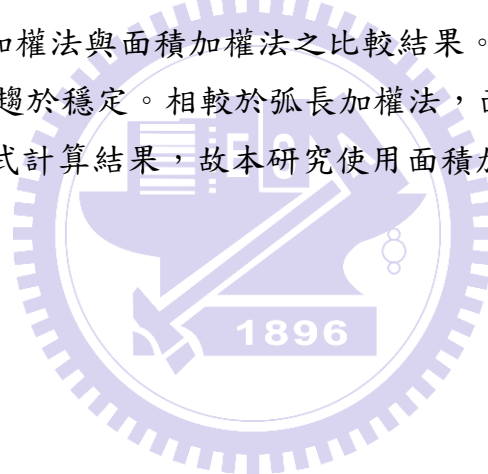 加權法與面積加權法之比較結果。
趨於穩定。相較於弧長加權法,面
式計算結果,故本研究使用面積加
E S
1896